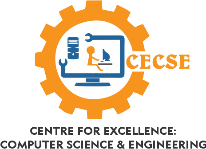 CECSE
CENTRE FOR EXCELLENCE:
COMPUTER SCIENCE & ENGINEERING